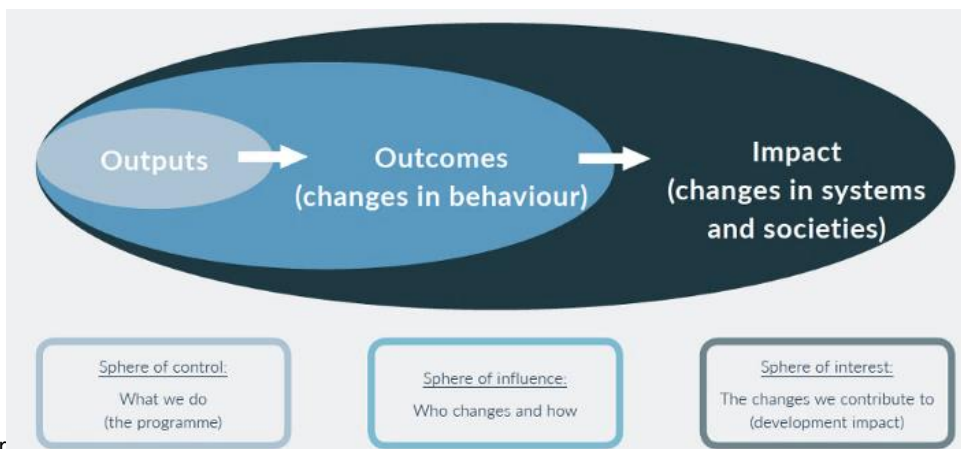 Outputs
Outcomes
(changes in behaviour)
Impact
(changes in systems
and societies)
Sphere of control:
What we do
(the programme)
Sphere of influence:
Who changes and how
Sphere of interest:
The changes we contribute to
(development impact)
r